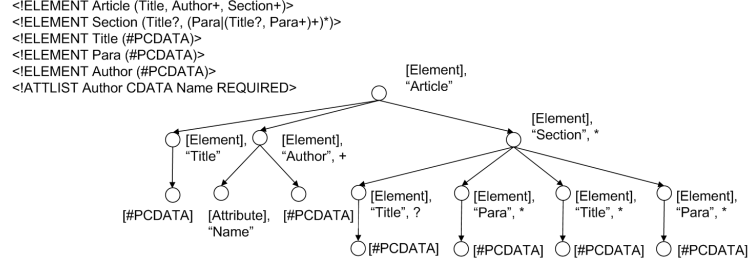 <!ELEMENT Article (Title, Author+, Section+)>
<!ELEMENT Section (Title?, (Para|(Title?, Para+)+)*)>
<!ELEMENT Title (#PCDATA)>
<!ELEMENT Para (#PCDATA)>
<!ELEMENT Author (#PCDATA)>
<!ATTLIST Author CDATA Name REQUIRED>
[Element],
“Article”
[Element],
“Title”
[Element],
“Author”, +
[Element],
“Section”, *
[#PCDATA]
[Attribute],
“Name”
[#PCDATA]
[Element],
“Title”, ?
[Element],
“Para”, *
[Element],
“Title”, *
[Element],
“Para”, *
[#PCDATA]
[#PCDATA]
[#PCDATA]
[#PCDATA]